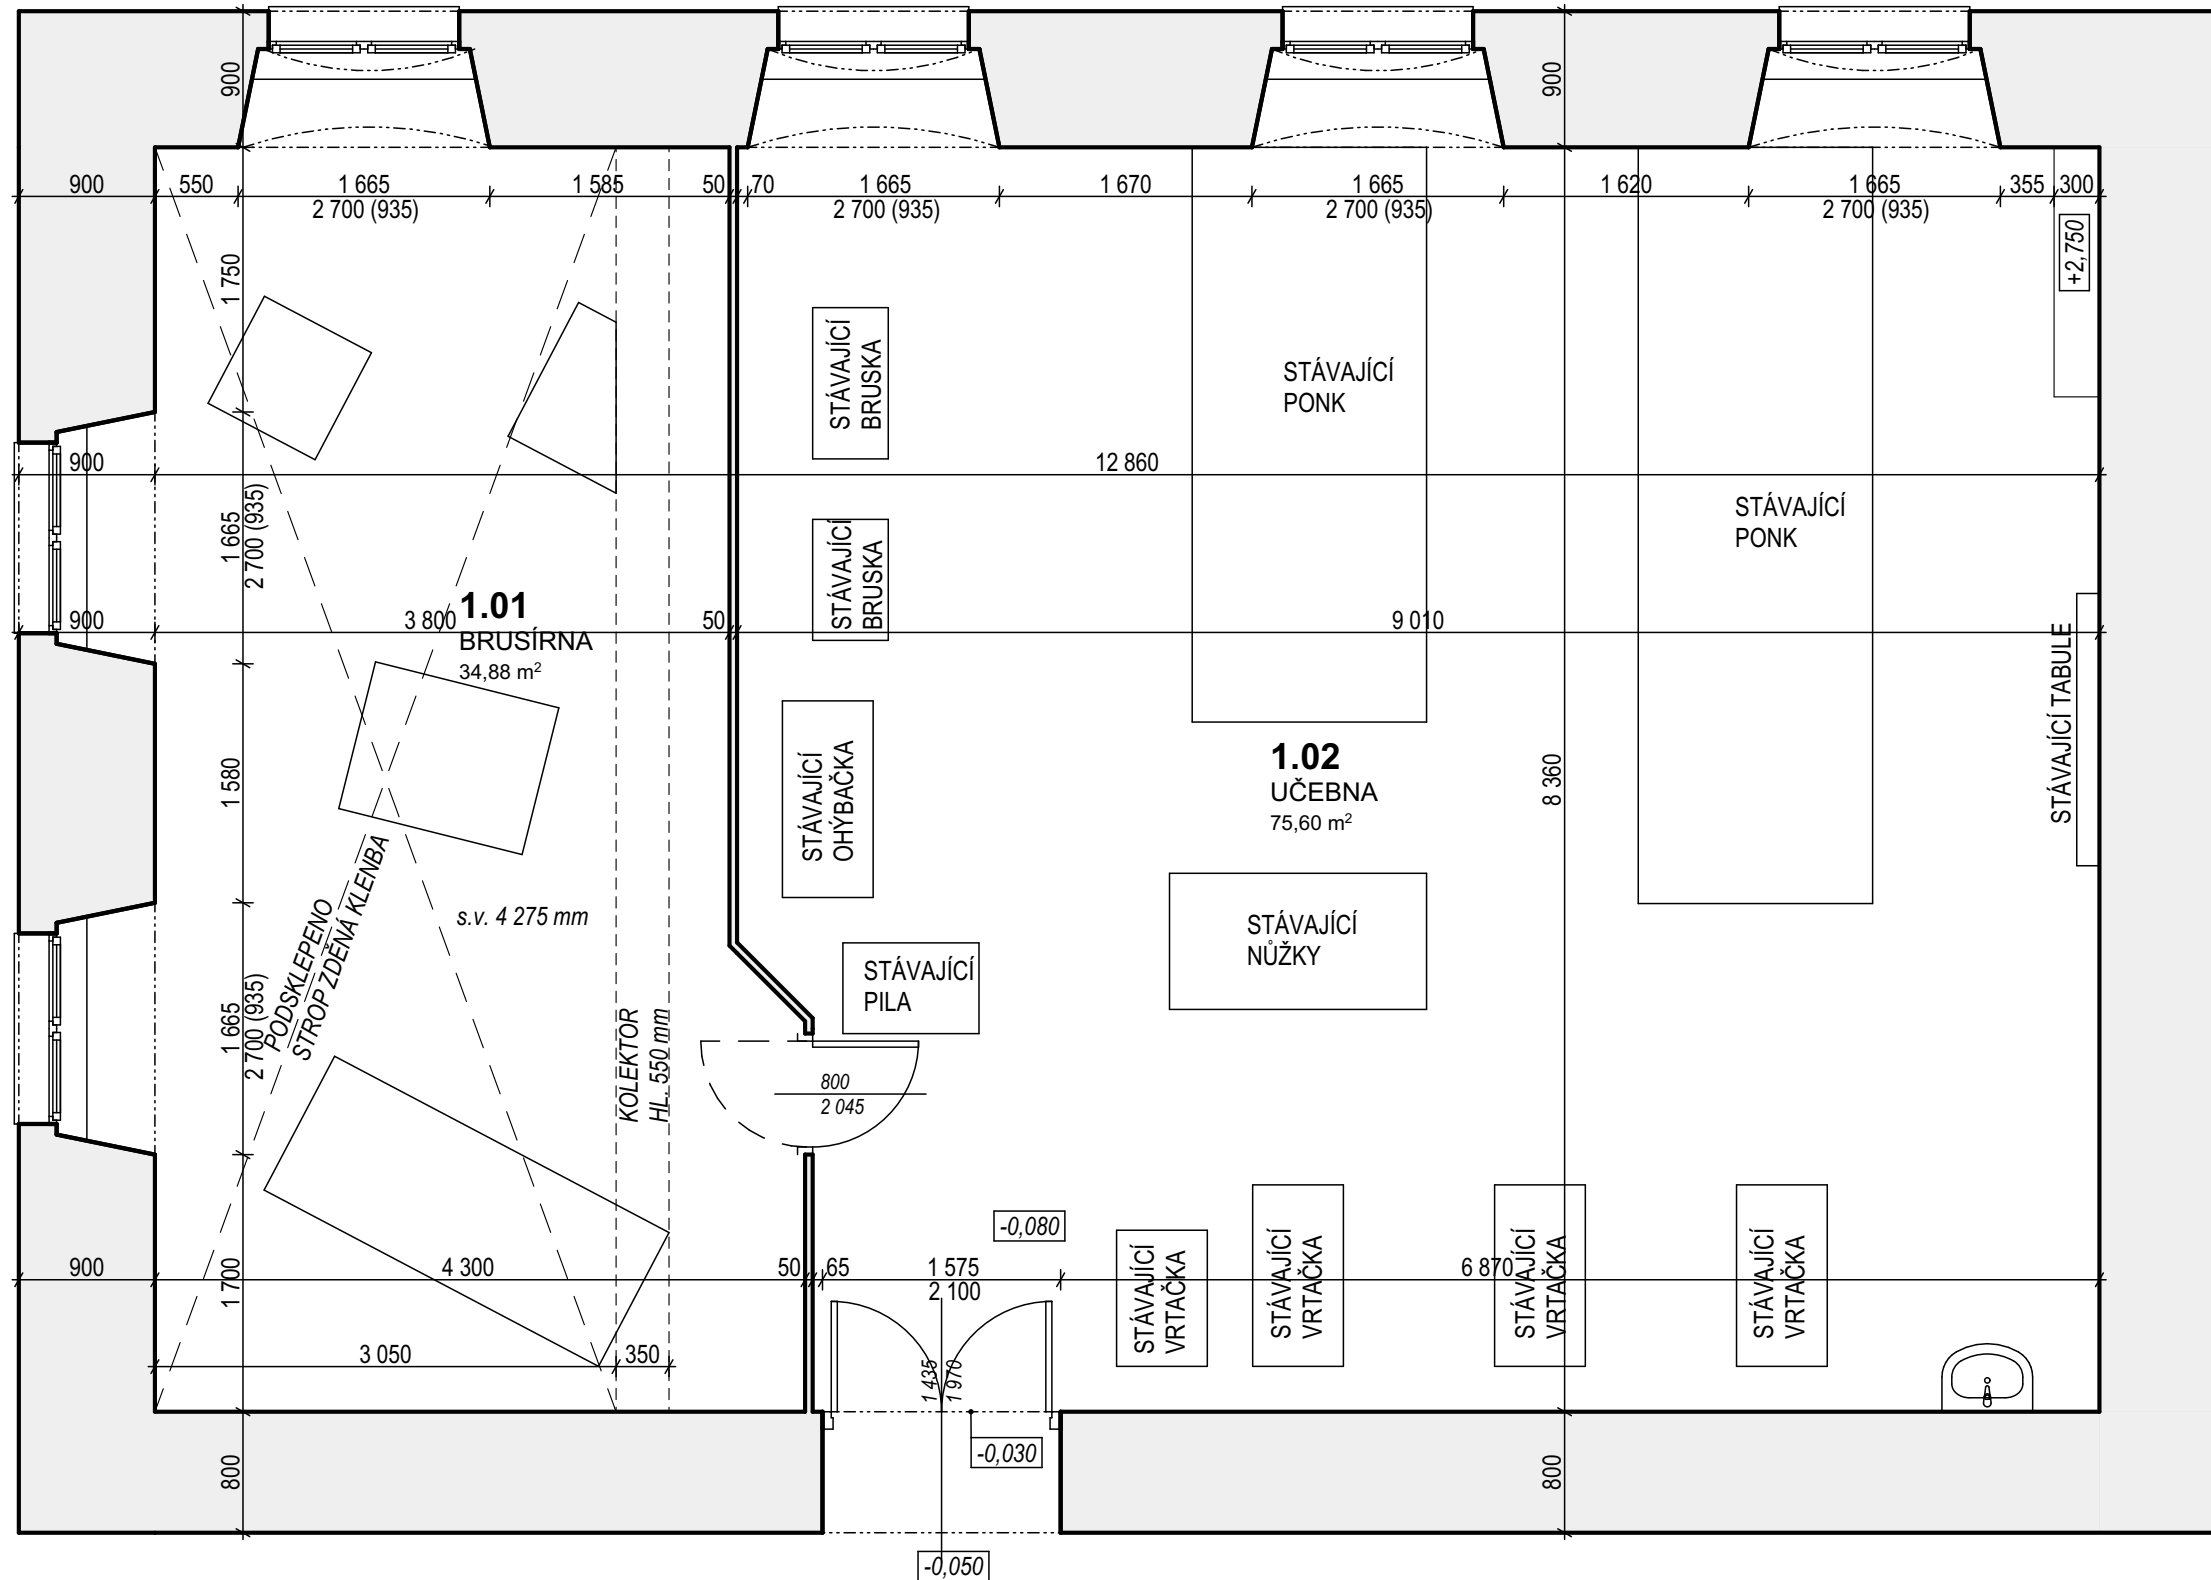 900
900
900
550
1 665
2 700 (935)
1 585
50
70
1 665
2 700 (935)
1 670
1 665
2 700 (935)
1 620
1 665
2 700 (935)
355
300
+2,750
1 750
STÁVAJÍCÍ
BRUSKA
STÁVAJÍCÍ
PONK
900
12 860
1 665
2 700 (935)
STÁVAJÍCÍ
PONK
STÁVAJÍCÍ
BRUSKA
900
3 800
1.01
BRUSÍRNA
34,88 m²
50
9 010
STÁVAJÍCÍ TABULE
1 580
STÁVAJÍCÍ
OHÝBAČKA
1.02
UČEBNA
75,60 m²
8 360
s.v. 4 275 mm
PODSKLEPENO
STROP ZDĚNÁ KLENBA
STÁVAJÍCÍ
NŮŽKY
STÁVAJÍCÍ
PILA
1 665
2 700 (935)
KOLEKTOR
HL. 550 mm
800
2 045
-0,080
900
1 700
4 300
50
65
1 575
2 100
6 870
STÁVAJÍCÍ
VRTAČKA
STÁVAJÍCÍ
VRTAČKA
STÁVAJÍCÍ
VRTAČKA
STÁVAJÍCÍ
VRTAČKA
3 050
350
1 435
1 970
-0,030
800
800
-0,050